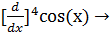 [d/dx]⁴cos(x) →